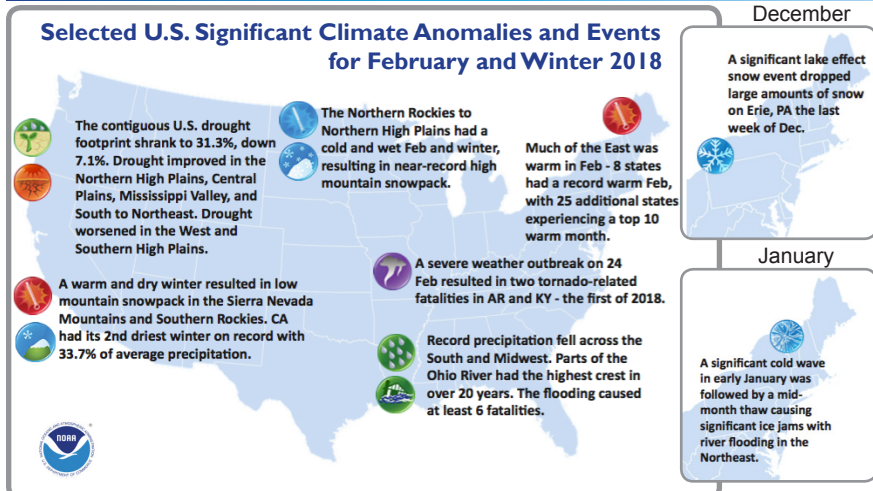 Selected U.S. Significant Climate Anomalies and Events
for February and Winter 2018
The contiguous U.S. drought
footprint shrank to 31.3%, down
7.1%. Drought improved in the
Northern High Plains, Central
Plains, Mississippi Valley, and
South to Northeast. Drought
worsened in the West and
Southern High Plains.
The Northern Rockies to
Northern High Plains had a
cold and wet Feb and winter,
resulting in near-record high
mountain snowpack.
Much of the East was
warm in Feb - 8 states
had a record warm Feb,
with 25 additional states
experiencing a top 10
warm month.
A severe weather outbreak on 24
Feb resulted in two tornado-related
fatalities in AR and KY - the first of 2018.
A warm and dry winter resulted in low
mountain snowpack in the Sierra Nevada
Mountains and Southern Rockies. CA
had its 2nd driest winter on record with
33.7% of average precipitation.
Record precipitation fell across the
South and Midwest. Parts of the
Ohio River had the highest crest in
over 20 years. The flooding caused
at least 6 fatalities.
NOAA
NATIONAL OCEANIC AND ATMOSPHERIC ADMINISTRATION
U.S. DEPARTMENT OF COMMERCE
®
December
A significant lake effect
snow event dropped
large amounts of snow
on Erie, PA the last
week of Dec.
January
A significant cold wave
in early January was
followed by a mid-
month thaw causing
significant ice jams with
river flooding in the
Northeast.